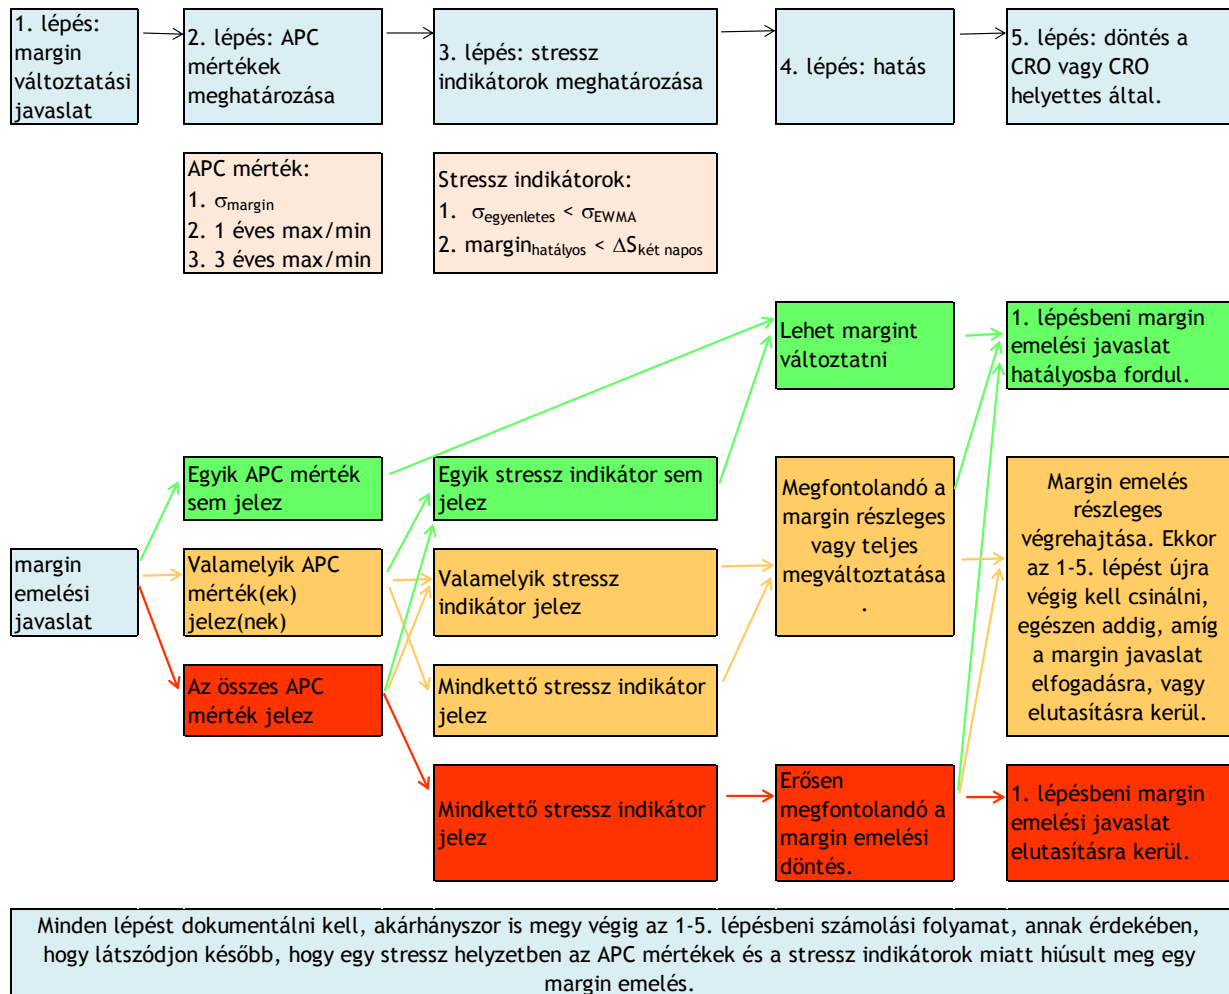 1. lépés:
margin
változtatási
javaslat
2. lépés: APC
mértékek
meghatározása
3. lépés: stressz
indikátorok meghatározása
4. lépés: hatás
5. lépés: döntés a
CRO vagy CRO
helyettes által.
APC mérték:
1. σmargin
2. 1 éves max/min
3. 3 éves max/min
Stressz indikátorok:
1. σegyenletes < σEWMA
2. marginhatályos < ΔSkét napos
Lehet margint
változtatni
1. lépésbeni margin
emelési javaslat
hatályosba fordul.
Egyik APC mérték
sem jelez
Egyik stressz indikátor sem
jelez
Megfontolandó a
margin részleges
vagy teljes
megváltoztatása
.
Margin emelés
részleges
végrehajtása. Ekkor
az 1-5. lépést újra
végig kell csinálni,
egészen addig, amíg
a margin javaslat
elfogadásra, vagy
elutasításra kerül.
margin
emelési
javaslat
Valamelyik APC
mérték(ek)
jelez(nek)
Valamelyik stressz
indikátor jelez
Az összes APC
mérték jelez
Mindkettő stressz indikátor
jelez
Mindkettő stressz indikátor
jelez
Erősen
megfontolandó a
margin emelési
döntés.
1. lépésbeni margin
emelési javaslat
elutasításra kerül.
Minden lépést dokumentálni kell, akárhányszor is megy végig az 1-5. lépésbeni számolási folyamat, annak érdekében,
hogy látszódjon később, hogy egy stressz helyzetben az APC mértékek és a stressz indikátorok miatt hiúsult meg egy
margin emelés.